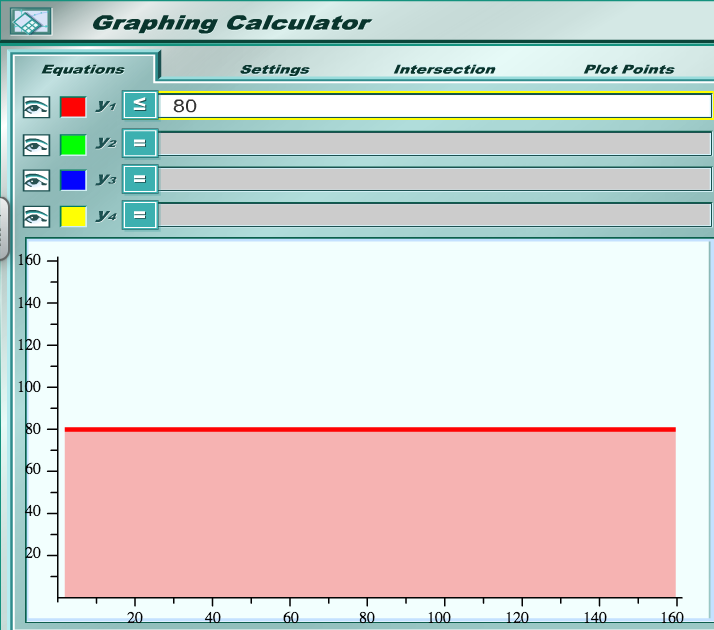 Graphing Calculator
Equations Settings Intersection Plot Points
y1 ≤ 80
y2 =
y3 =
y4 =
160
140
120
100
80
60
40
20
20 40 60 80 100 120 140 160